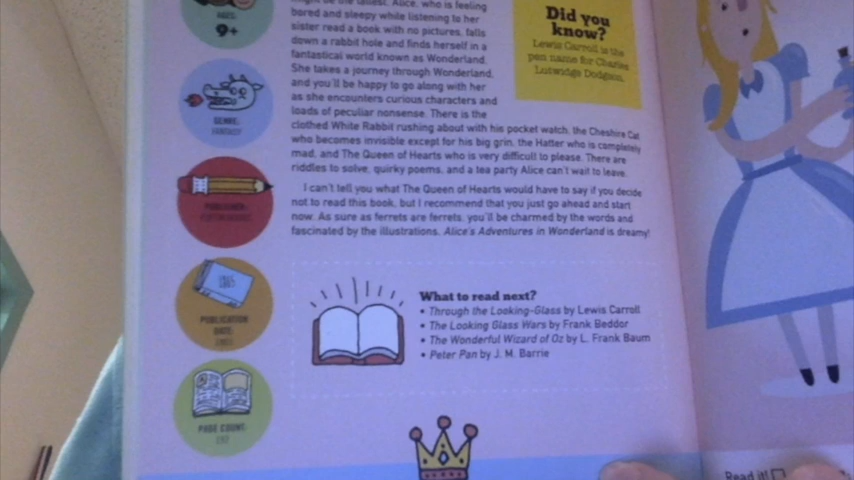 AGES:
9+
GENRE:
FANTASY
PUBLISHER:
PUBLICATION
DATE:
PAGE COUNT:
might be the tallest. Alice, who is feeling
bored and sleepy while listening to her
sister read a book with no pictures, falls
down a rabbit hole and finds herself in a
fantastical world known as Wonderland.
She takes a journey through Wonderland,
and you'll be happy to go along with her
as she encounters curious characters and
loads of peculiar nonsense. There is the
clothed White Rabbit rushing about with his pocket watch, the Cheshire Cat
who becomes invisible except for his big grin, the Hatter who is completely
mad, and The Queen of Hearts who is very difficult to please. There are
riddles to solve, quirky poems, and a tea party Alice can't wait to leave.
I can't tell you what The Queen of Hearts would have to say if you decide
not to read this book, but I recommend that you just go ahead and start
now. As sure as ferrets are ferrets, you'll be charmed by the words and
fascinated by the illustrations. Alice's Adventures in Wonderland is dreamy!
Did you
know?
Lewis Carroll is the
pen name for Charles
Lutwidge Dodgson.
What to read next?
• Through the Looking-Glass by Lewis Carroll
• The Looking Glass Wars by Frank Beddor
• The Wonderful Wizard of Oz by L. Frank Baum
• Peter Pan by J. M. Barrie
Read it!